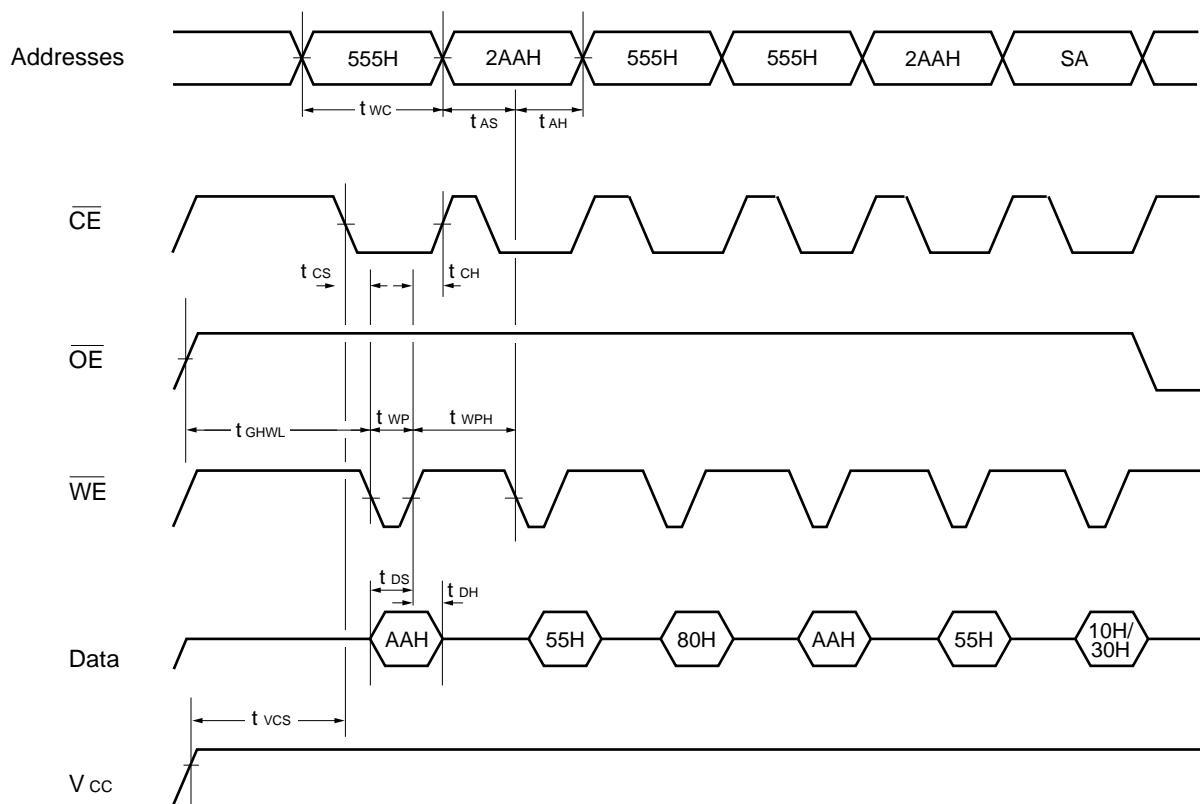 Addresses 555H 2AAH 555H 555H 2AAH SA
t WC t AS t AH
CE
t CS t CH
OE
t GHWL t WP t WPH
WE
t DS t DH
Data AAH 55H 80H AAH 55H 10H/
30H
t VCS
V CC